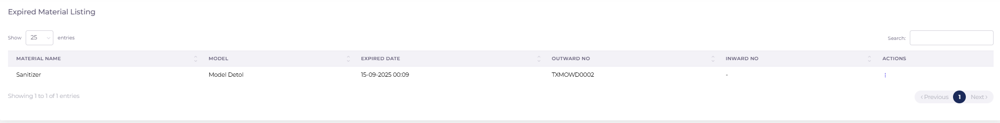 Expired Material Listing
Show 25 entries
Search:
MATERIAL NAME MODEL EXPIRED DATE OUTWARD NO INWARD NO ACTIONS
Sanitizer Model Detol 15-09-2025 00:09 TXMOWD0002 -
Showing 1 to 1 of 1 entries
‹ Previous 1 Next ›